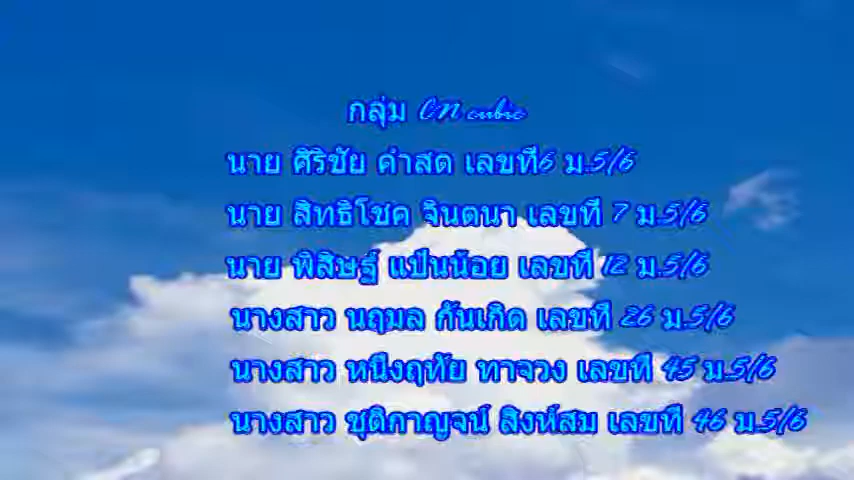 กลุ่ม CN cubic
นาย ศิริชัย คำสด เลขที่6 ม.5/6
นาย สิทธิโชค จินตนา เลขที่ 7 ม.5/6
นาย พิสิษฐ์ แป้นน้อย เลขที่ 12 ม.5/6
นางสาว นฤมล กันเกิด เลขที่ 26 ม.5/6
นางสาว หนึ่งฤทัย ทาจวง เลขที่ 45 ม.5/6
นางสาว ชุติกาญจน์ สิงห์สม เลขที่ 46 ม.5/6